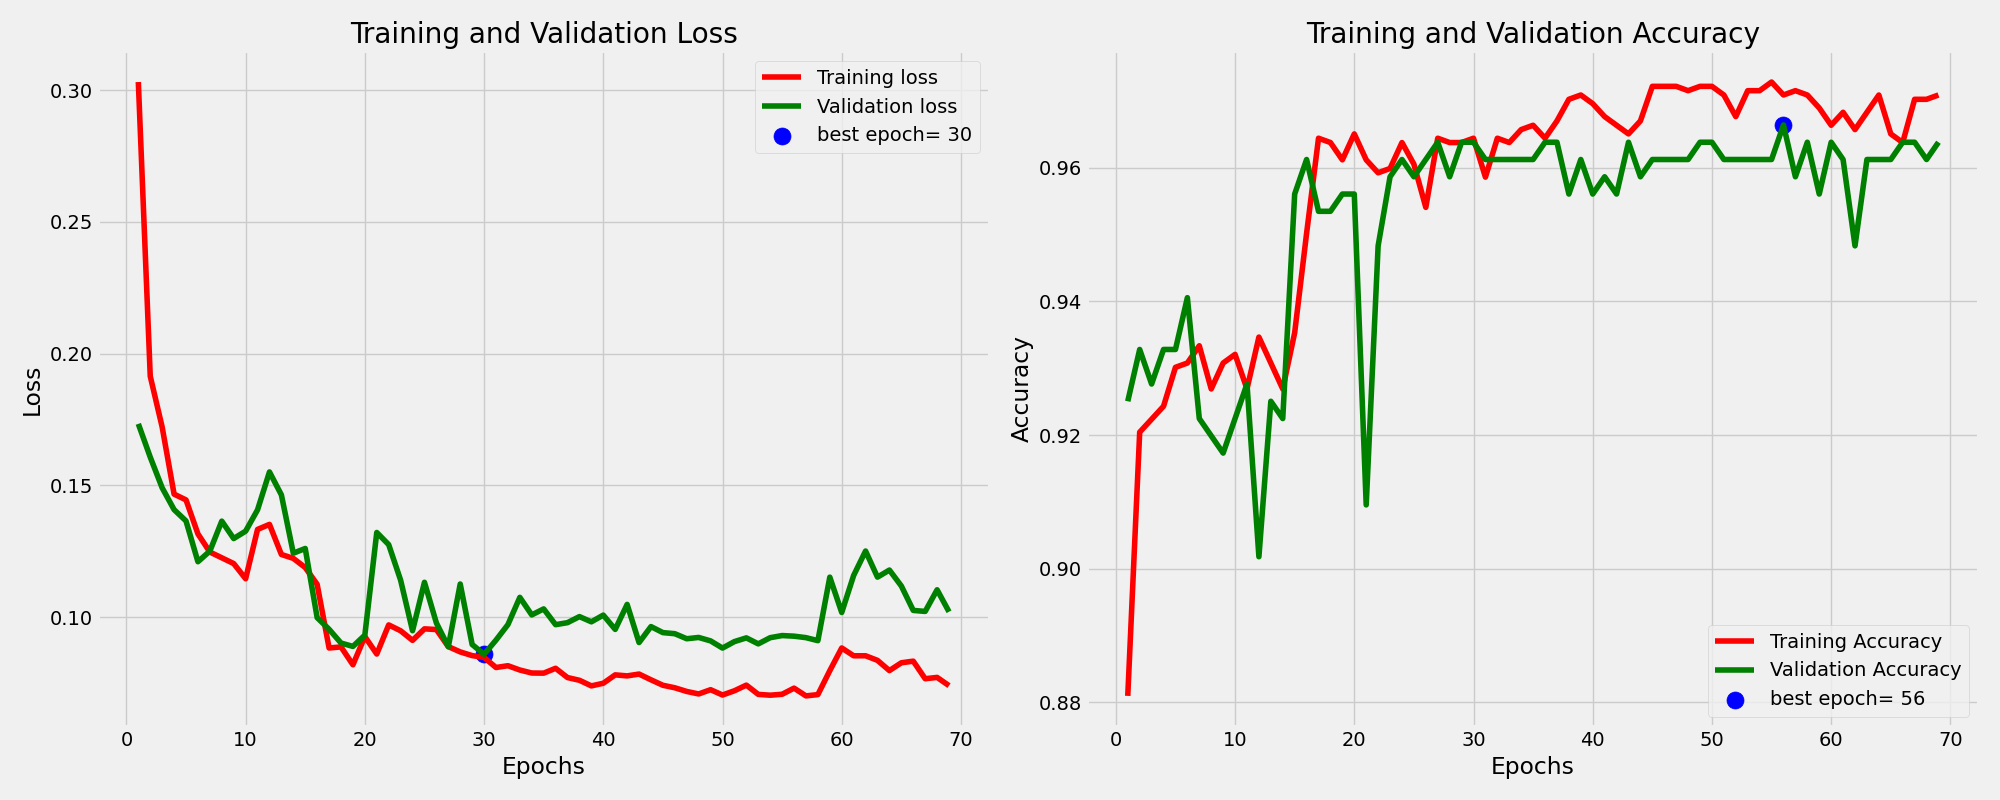 Training and Validation Loss
Training loss
Validation loss
best epoch= 30
0.30
0.25
0.20
0.15
0.10
Loss
0 10 20 30 40 50 60 70
Epochs
Training and Validation Accuracy
0.96
0.94
0.92
0.90
0.88
Accuracy
Training Accuracy
Validation Accuracy
best epoch= 56
0 10 20 30 40 50 60 70
Epochs